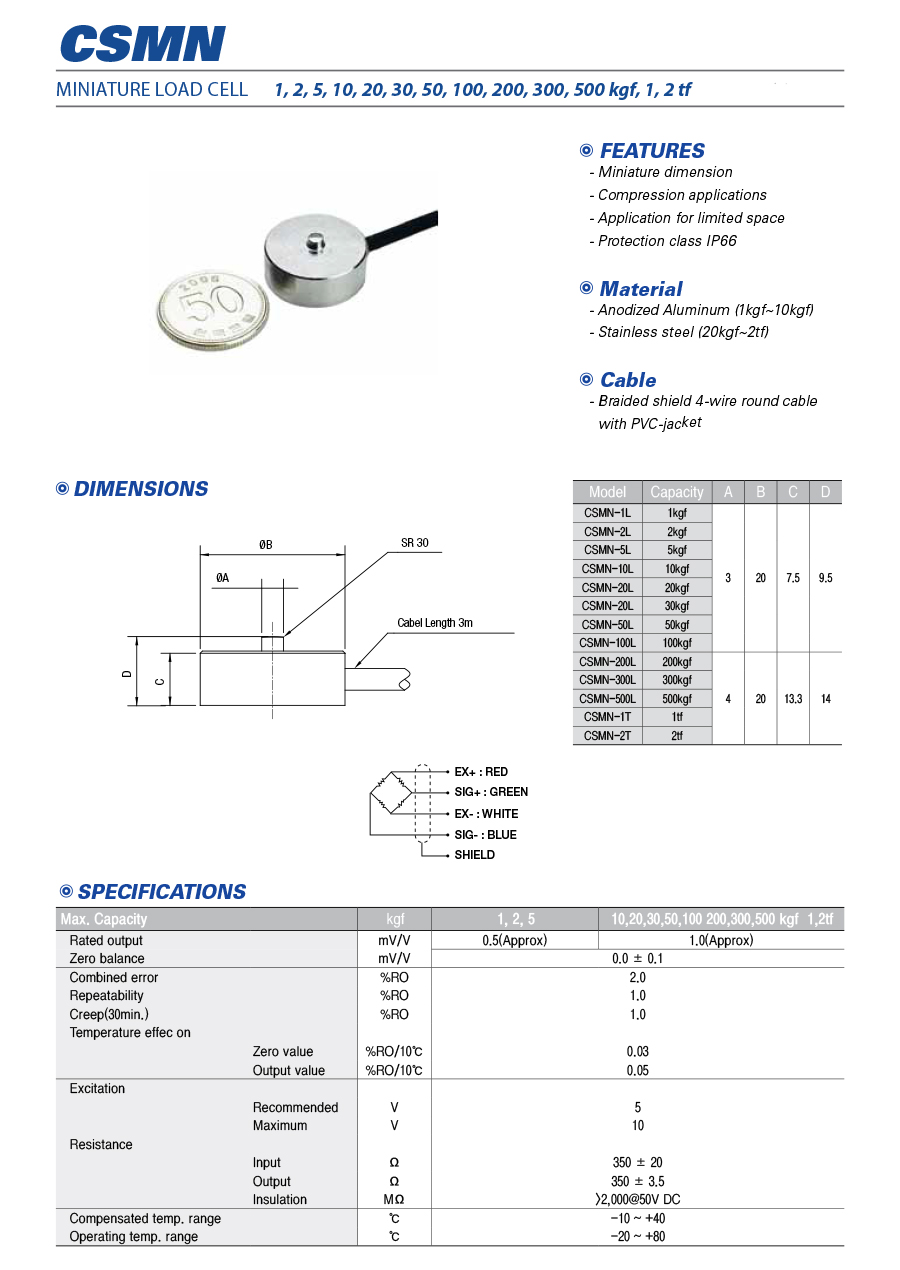 CSMN
MINIATURE LOAD CELL 1, 2, 5, 10, 20, 30, 50, 100, 200, 300, 500 kgf, 1, 2 tf
FEATURES
- Miniature dimension
- Compression applications
- Application for limited space
- Protection class IP66
Material
- Anodized Aluminum (1kgf~10kgf)
- Stainless steel (20kgf~2tf)
Cable
- Braided shield 4-wire round cable
with PVC-jacket
2006
50
DIMENSIONS
ØB
SR 30
ØA
Cabel Length 3m
D
C
Model Capacity A B C D
CSMN-1L 1kgf
CSMN-2L 2kgf
CSMN-5L 5kgf
CSMN-10L 10kgf
3 20 7.5 9.5
CSMN-20L 20kgf
CSMN-20L 30kgf
CSMN-50L 50kgf
CSMN-100L 100kgf
CSMN-200L 200kgf
CSMN-300L 300kgf
CSMN-500L 500kgf 4 20 13.3 14
CSMN-1T 1tf
CSMN-2T 2tf
EX+ : RED
SIG+ : GREEN
EX- : WHITE
SIG- : BLUE
SHIELD
SPECIFICATIONS
Max. Capacity kgf 1, 2, 5 10,20,30,50,100 200,300,500 kgf 1,2tf
Rated output mV/V 0.5(Approx) 1.0(Approx)
Zero balance mV/V 0.0 ± 0.1
Combined error %RO 2.0
Repeatability %RO 1.0
Creep(30min.) %RO 1.0
Temperature effec on
Zero value %RO/10℃ 0.03
Output value %RO/10℃ 0.05
Excitation
Recommended V 5
Maximum V 10
Resistance
Input Ω 350 ± 20
Output Ω 350 ± 3.5
Insulation MΩ >2,000@50V DC
Compensated temp. range ℃ -10 ~ +40
Operating temp. range ℃ -20 ~ +80